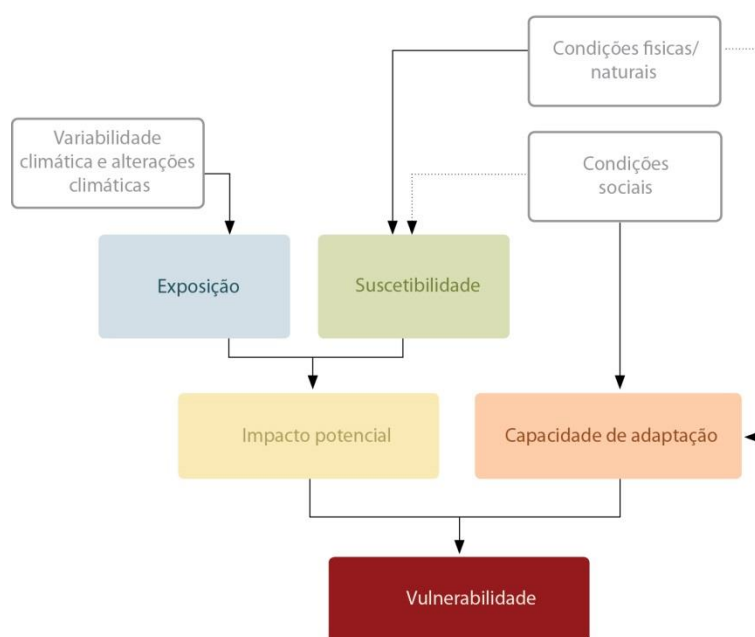 Condições fisicas/
naturais
Variabilidade
climática e alterações
climáticas
Condições
sociais
Exposição
Suscetibilidade
Impacto potencial
Capacidade de adaptação
Vulnerabilidade